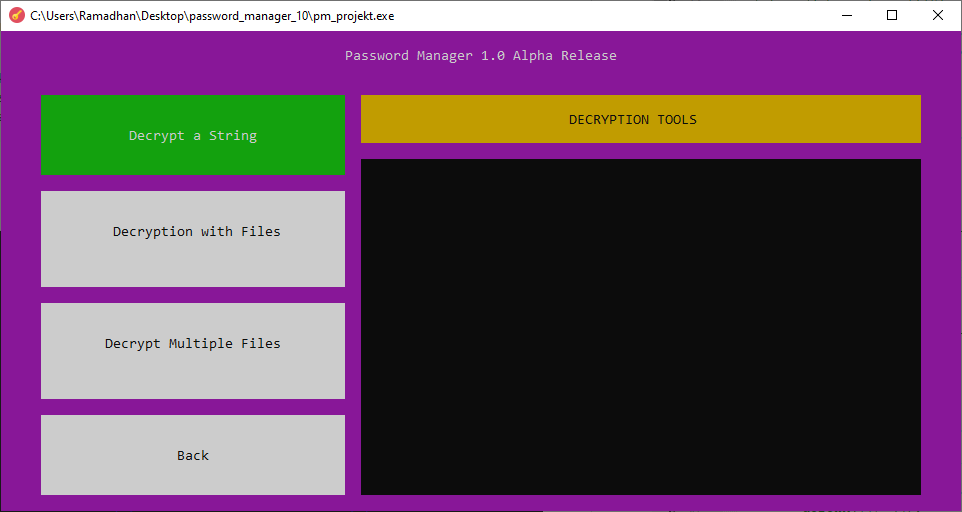 C:\Users\Ramadhan\Desktop\password_manager_10\pm_projekt.exe
Password Manager 1.0 Alpha Release
Decrypt a String
DECRYPTION TOOLS
Decryption with Files
Decrypt Multiple Files
Back